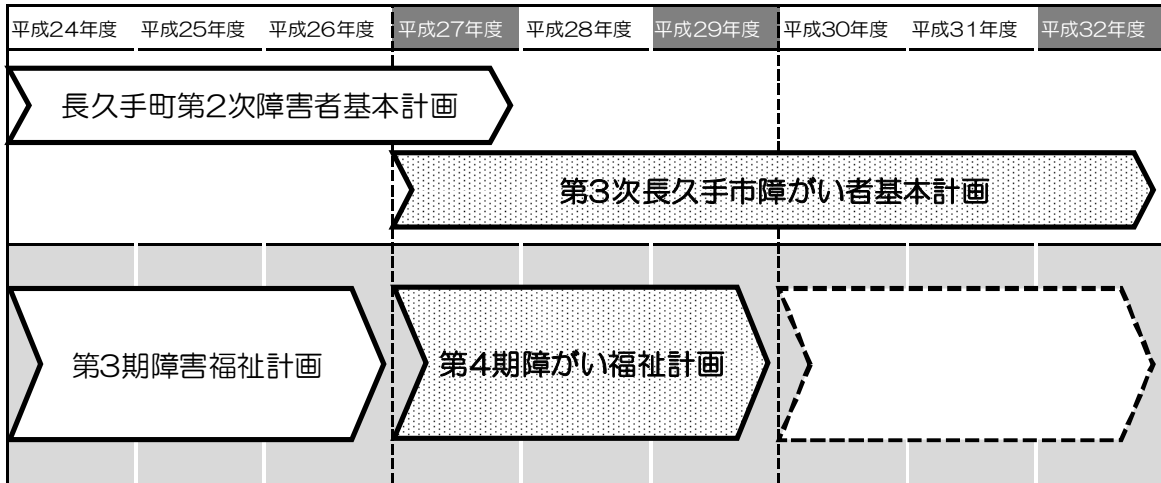 平成24年度 平成25年度 平成26年度 平成27年度 平成28年度 平成29年度 平成30年度 平成31年度 平成32年度
長久手町第2次障害者基本計画
第3次長久手市障がい者基本計画
第3期障害福祉計画 第4期障がい福祉計画